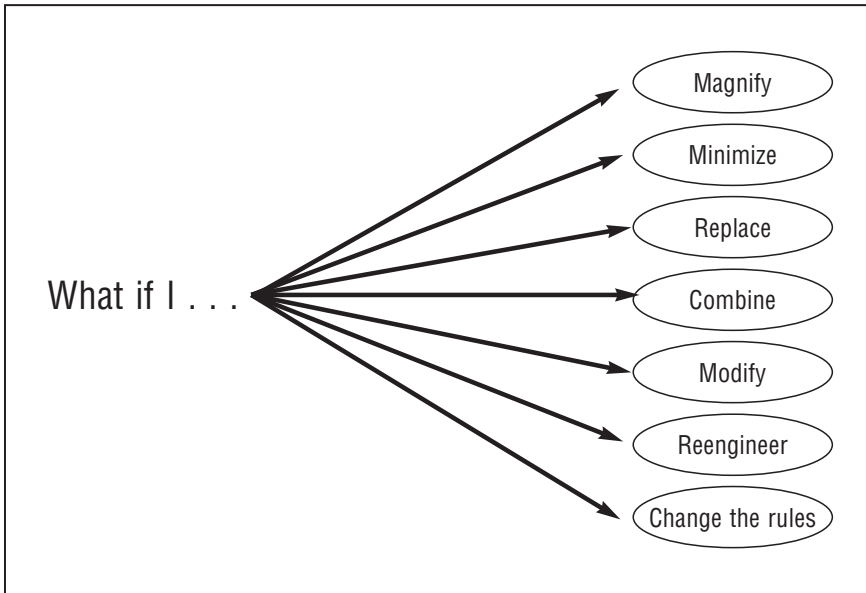 Magnify
Minimize
Replace
What if I . . .
Combine
Modify
Reengineer
Change the rules